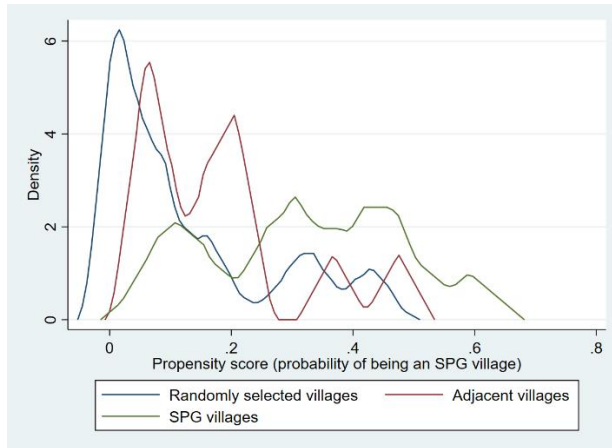 6
4
2
0
Density
0 .2 .4 .6 .8
Propensity score (probability of being an SPG village)
Randomly selected villages Adjacent villages
SPG villages